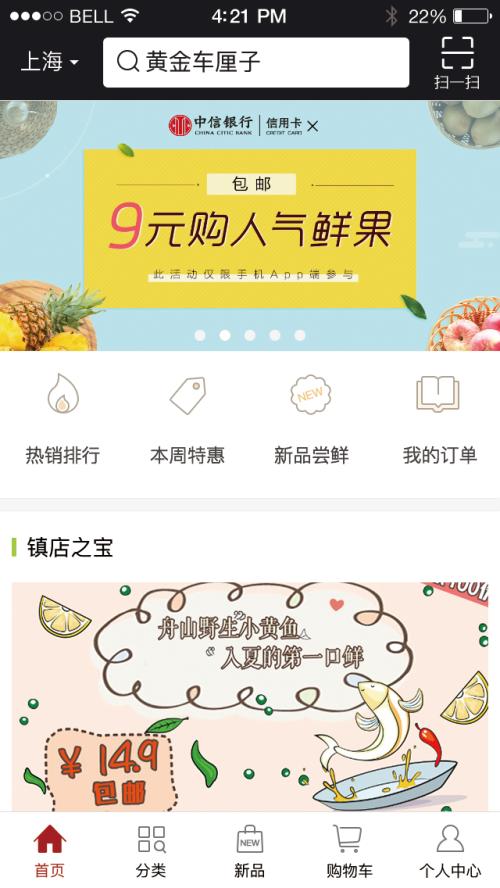 BELL 4:21 PM 22%
上海 黄金车厘子 扫一扫
中信银行 信用卡 ×
CHINA CITIC BANK CREDIT CARD
包邮
9元购人气鲜果
此活动仅限手机App端参与
NEW
热销排行 本周特惠 新品尝鲜 我的订单
镇店之宝
舟山野生小黄鱼
入夏的第一口鲜
¥ 14.9
包邮
NEW
首页 分类 新品 购物车 个人中心